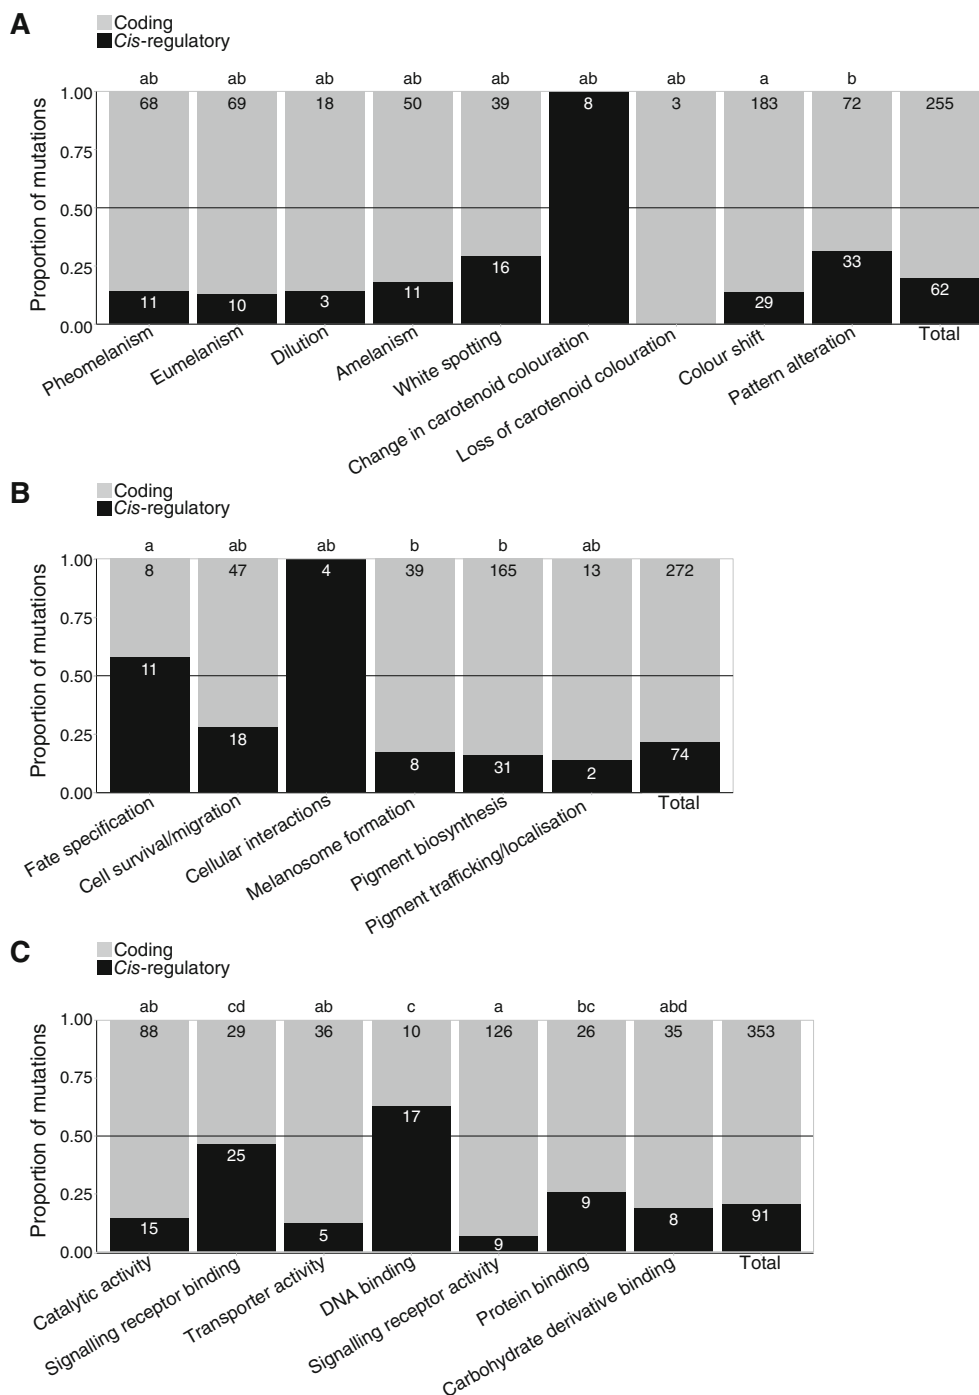 A
Coding
Cis-regulatory
ab ab ab ab ab ab ab a b
Proportion of mutations
1.00
0.75
0.50
0.25
0.00
68 69 18 50 39 8 3 183 72 255
11 10 3 11 16 29 33 62
Pheomelanism
Eumelanism
Dilution
Amelanism
White spotting
Change in carotenoid colouration
Loss of carotenoid colouration
Colour shift
Pattern alteration
Total
B
Coding
Cis-regulatory
a ab ab b b ab
Proportion of mutations
1.00
0.75
0.50
0.25
0.00
8 47 4 39 165 13 272
11 18 8 31 2 74
Fate specification
Cell survival/migration
Cellular interactions
Melanosome formation
Pigment biosynthesis
Pigment trafficking/localisation
Total
C
Coding
Cis-regulatory
ab cd ab c a bc abd
Proportion of mutations
1.00
0.75
0.50
0.25
0.00
88 29 36 10 126 26 35 353
15 25 5 17 9 9 8 91
Catalytic activity
Signalling receptor binding
Transporter activity
DNA binding
Signalling receptor activity
Protein binding
Carbohydrate derivative binding
Total